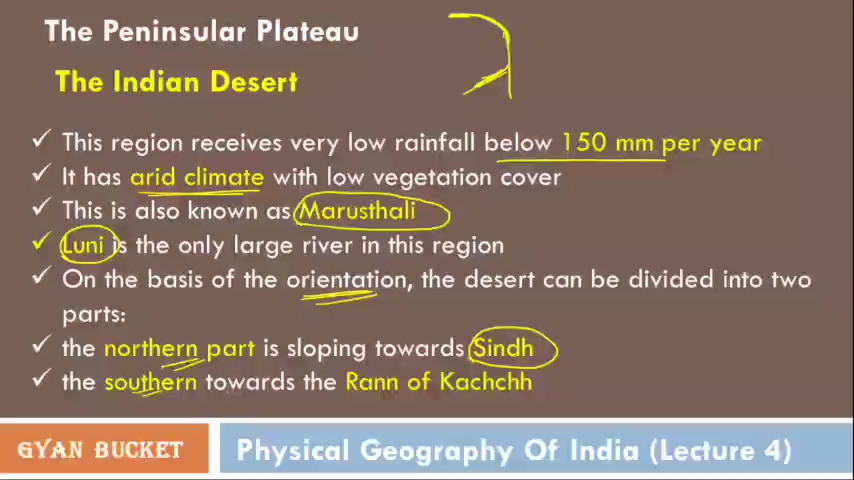 The Peninsular Plateau
The Indian Desert
✓ This region receives very low rainfall below 150 mm per year
✓ It has arid climate with low vegetation cover
✓ This is also known as Marusthali
✓ Luni is the only large river in this region
✓ On the basis of the orientation, the desert can be divided into two
parts:
✓ the northern part is sloping towards Sindh
✓ the southern towards the Rann of Kachchh
GYAN BUCKET
Physical Geography Of India (Lecture 4)